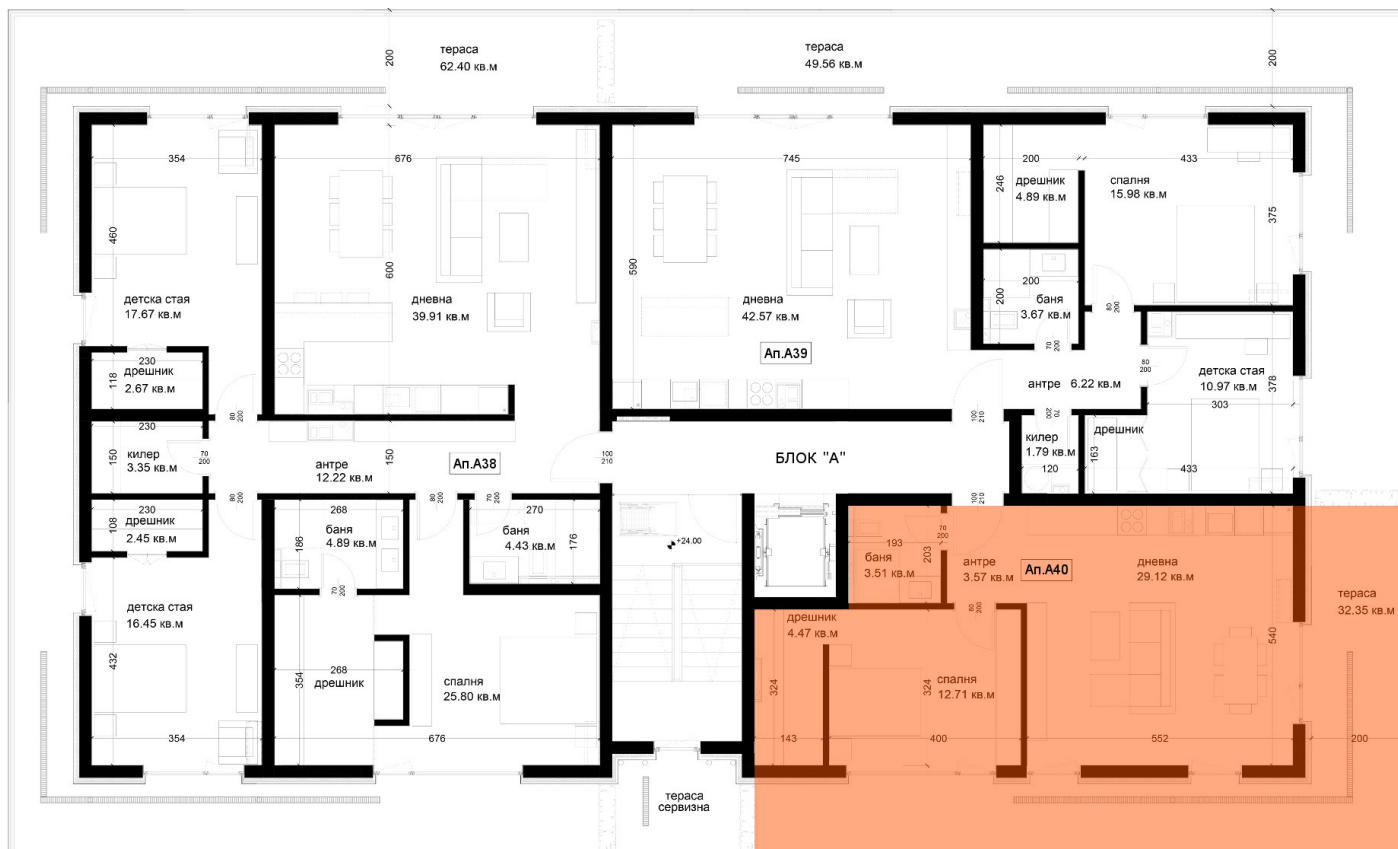 200
тераса
62.40 кв.м
тераса
49.56 кв.м
200
354
676
745
200
433
246
дрешник
4.89 кв.м
спалня
15.98 кв.м
375
460
600
590
детска стая
17.67 кв.м
дневна
39.91 кв.м
дневна
42.57 кв.м
Ап.А39
200
200
баня
3.67 кв.м
80
200
70
200
230
118
дрешник
2.67 кв.м
80
200
антре 6.22 кв.м
80
200
детска стая
10.97 кв.м
378
303
230
150
килер
3.35 кв.м
70
200
80
200
антре
12.22 кв.м
150
Ап.А38
100
210
БЛОК "А"
100
210
70
200
килер
1.79 кв.м
120
дрешник
163
433
230
108
дрешник
2.45 кв.м
80
200
268
186
баня
4.89 кв.м
70
200
80
200
70
200
270
баня
4.43 кв.м
176
+24.00
100
210
193
баня
3.51 кв.м
203
70
200
антре
3.57 кв.м
Ап.А40
дневна
29.12 кв.м
тераса
32.35 кв.м
детска стая
16.45 кв.м
432
354
268
354
дрешник
спалня
25.80 кв.м
676
дрешник
4.47 кв.м
324
143
80
200
спалня
12.71 кв.м
324
400
540
552
200
тераса
сервизна